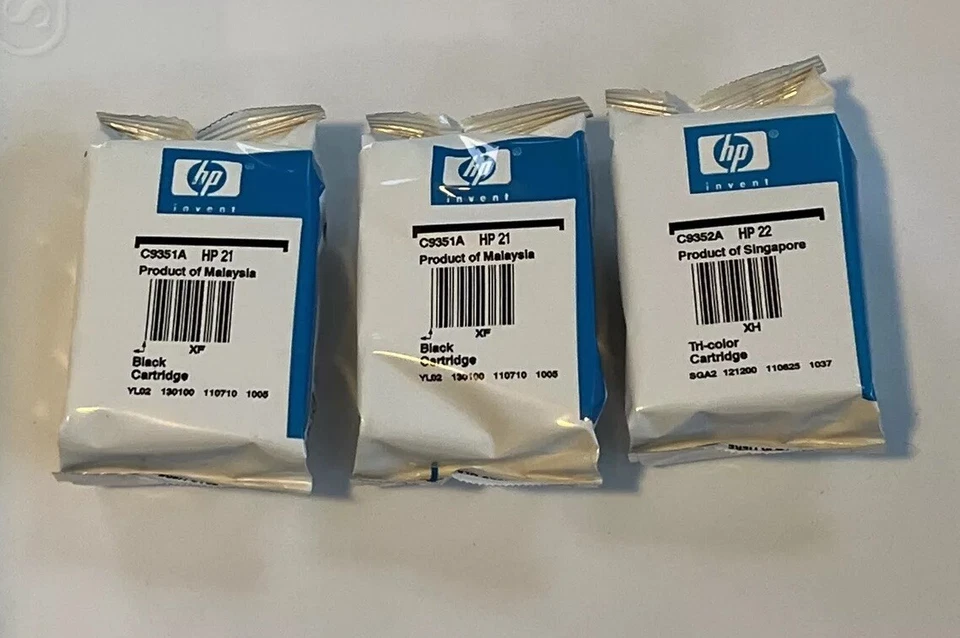 hp
invent
C9351A HP 21
Product of Malaysia
XF
Black
Cartridge
YL02 130100 110710 1005
hp
invent
C9351A HP 21
Product of Malaysia
XF
Black
Cartridge
YL02 130100 110710 1005
hp
invent
C9352A HP 22
Product of Singapore
XH
Tri-color
Cartridge
SGA2 121200 110625 1037